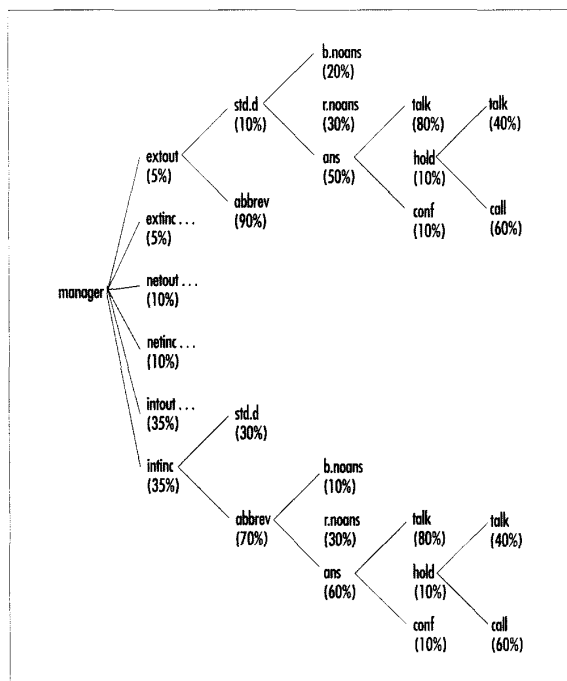 b.noans
(20%)
std.d r.noans talk talk
(10%) (30%) (80%) (40%)
extout ans hold
(5%) (50%) (10%)
abbrev conf call
(90%) (10%) (60%)
extinc...
(5%)
netout...
(10%)
manager
netinc...
(10%)
intout...
(35%)
std.d
(30%)
intinc
(35%)
b.noans
(10%)
abbrev r.noans talk talk
(70%) (30%) (80%) (40%)
ans hold
(60%) (10%)
conf call
(10%) (60%)